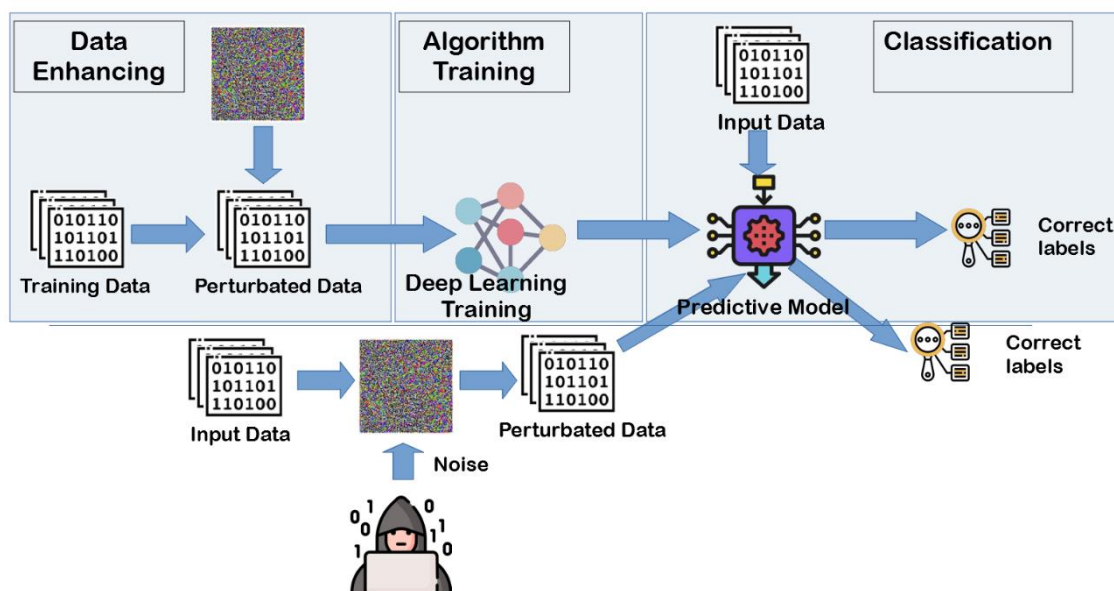 Data
Enhancing
Algorithm
Training
Classification
010110
101101
110100
Input Data
010110
101101
110100
Training Data
010110
101101
110100
Perturbated Data
Deep Learning
Training
Predictive Model
Correct
labels
010110
101101
110100
Input Data
010110
101101
110100
Perturbated Data
Correct
labels
Noise
0 1 0
0 0 1
1 0